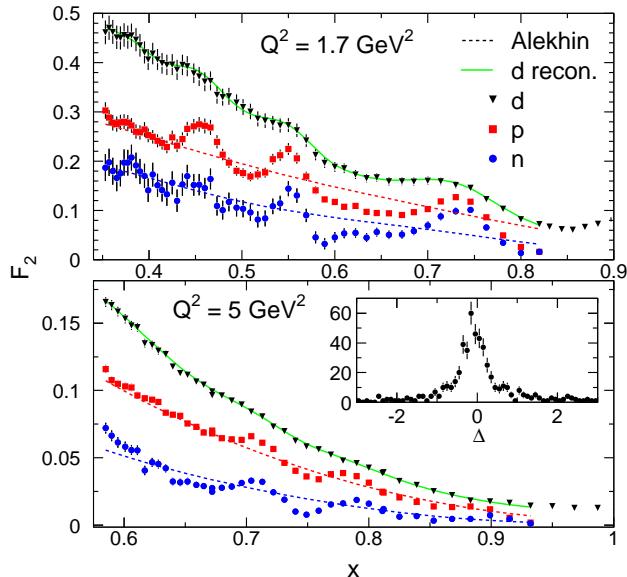 0.5
0.4
0.3
0.2
0.1
0
Q² = 1.7 GeV²
Alekhin
d recon.
d
p
n
0.4 0.5 0.6 0.7 0.8 0.9
F₂
0.15
0.1
0.05
0
Q² = 5 GeV²
60
40
20
0
-2 0 2
Δ
0.6 0.7 0.8 0.9 1
x